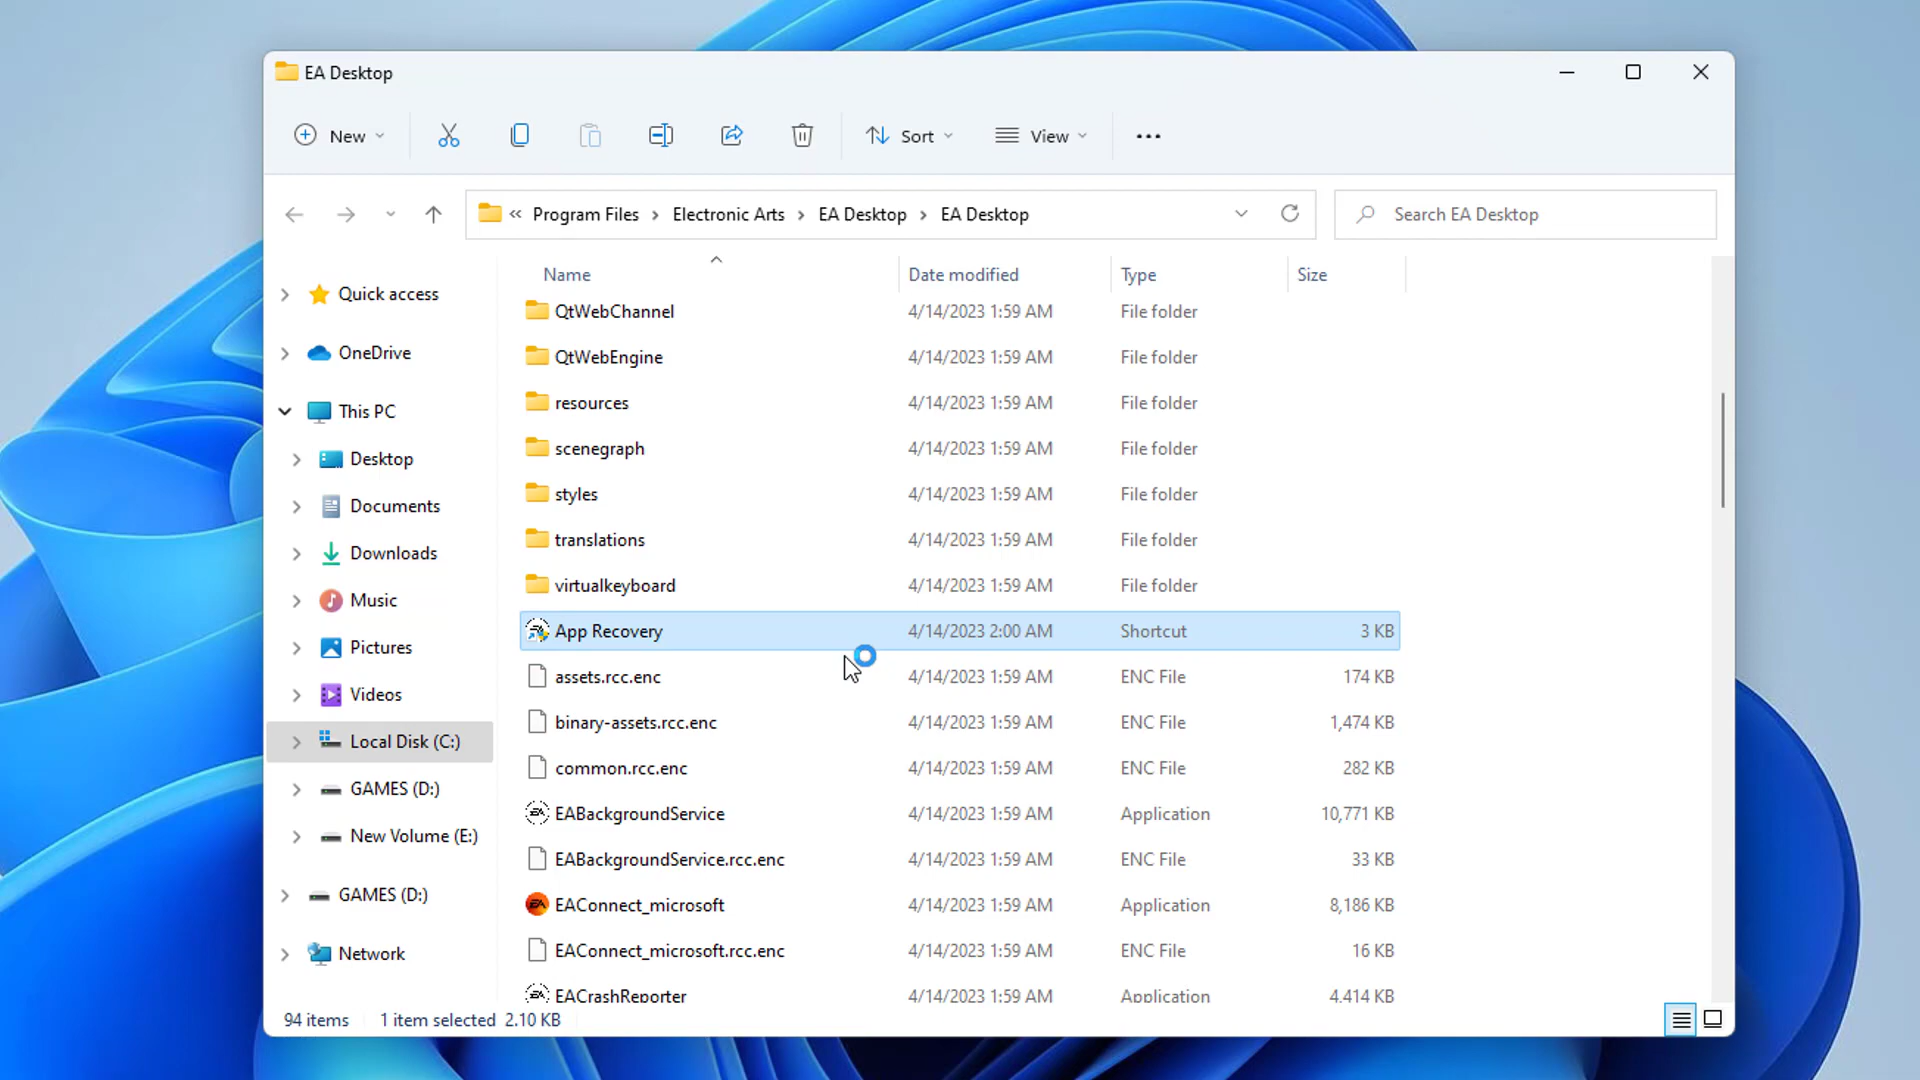 EA Desktop
New Sort View
« Program Files › Electronic Arts › EA Desktop › EA Desktop
Search EA Desktop
Quick access
OneDrive
This PC
Desktop
Documents
Downloads
Music
Pictures
Videos
Local Disk (C:)
GAMES (D:)
New Volume (E:)
GAMES (D:)
Network
Name Date modified Type Size
QtWebChannel 4/14/2023 1:59 AM File folder
QtWebEngine 4/14/2023 1:59 AM File folder
resources 4/14/2023 1:59 AM File folder
scenegraph 4/14/2023 1:59 AM File folder
styles 4/14/2023 1:59 AM File folder
translations 4/14/2023 1:59 AM File folder
virtualkeyboard 4/14/2023 1:59 AM File folder
App Recovery 4/14/2023 2:00 AM Shortcut 3 KB
assets.rcc.enc 4/14/2023 1:59 AM ENC File 174 KB
binary-assets.rcc.enc 4/14/2023 1:59 AM ENC File 1,474 KB
common.rcc.enc 4/14/2023 1:59 AM ENC File 282 KB
EABackgroundService 4/14/2023 1:59 AM Application 10,771 KB
EABackgroundService.rcc.enc 4/14/2023 1:59 AM ENC File 33 KB
EAConnect_microsoft 4/14/2023 1:59 AM Application 8,186 KB
EAConnect_microsoft.rcc.enc 4/14/2023 1:59 AM ENC File 16 KB
EACrashReporter 4/14/2023 1:59 AM Application 4,414 KB
94 items 1 item selected 2.10 KB